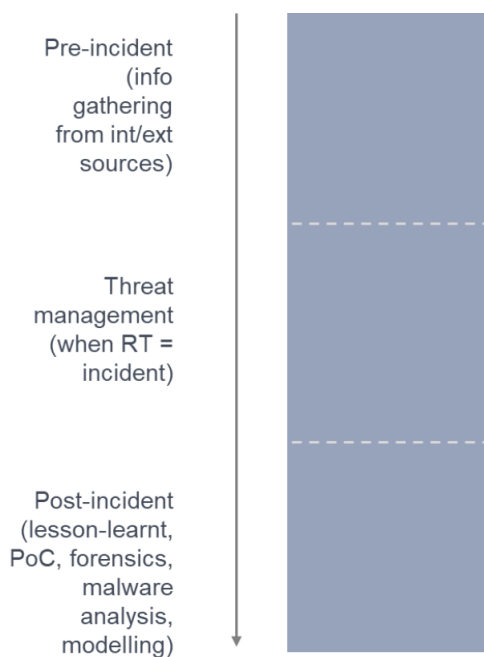 Pre-incident
(info
gathering
from int/ext
sources)
Threat
management
(when RT =
incident)
Post-incident
(lesson-learnt,
PoC, forensics,
malware
analysis,
modelling)